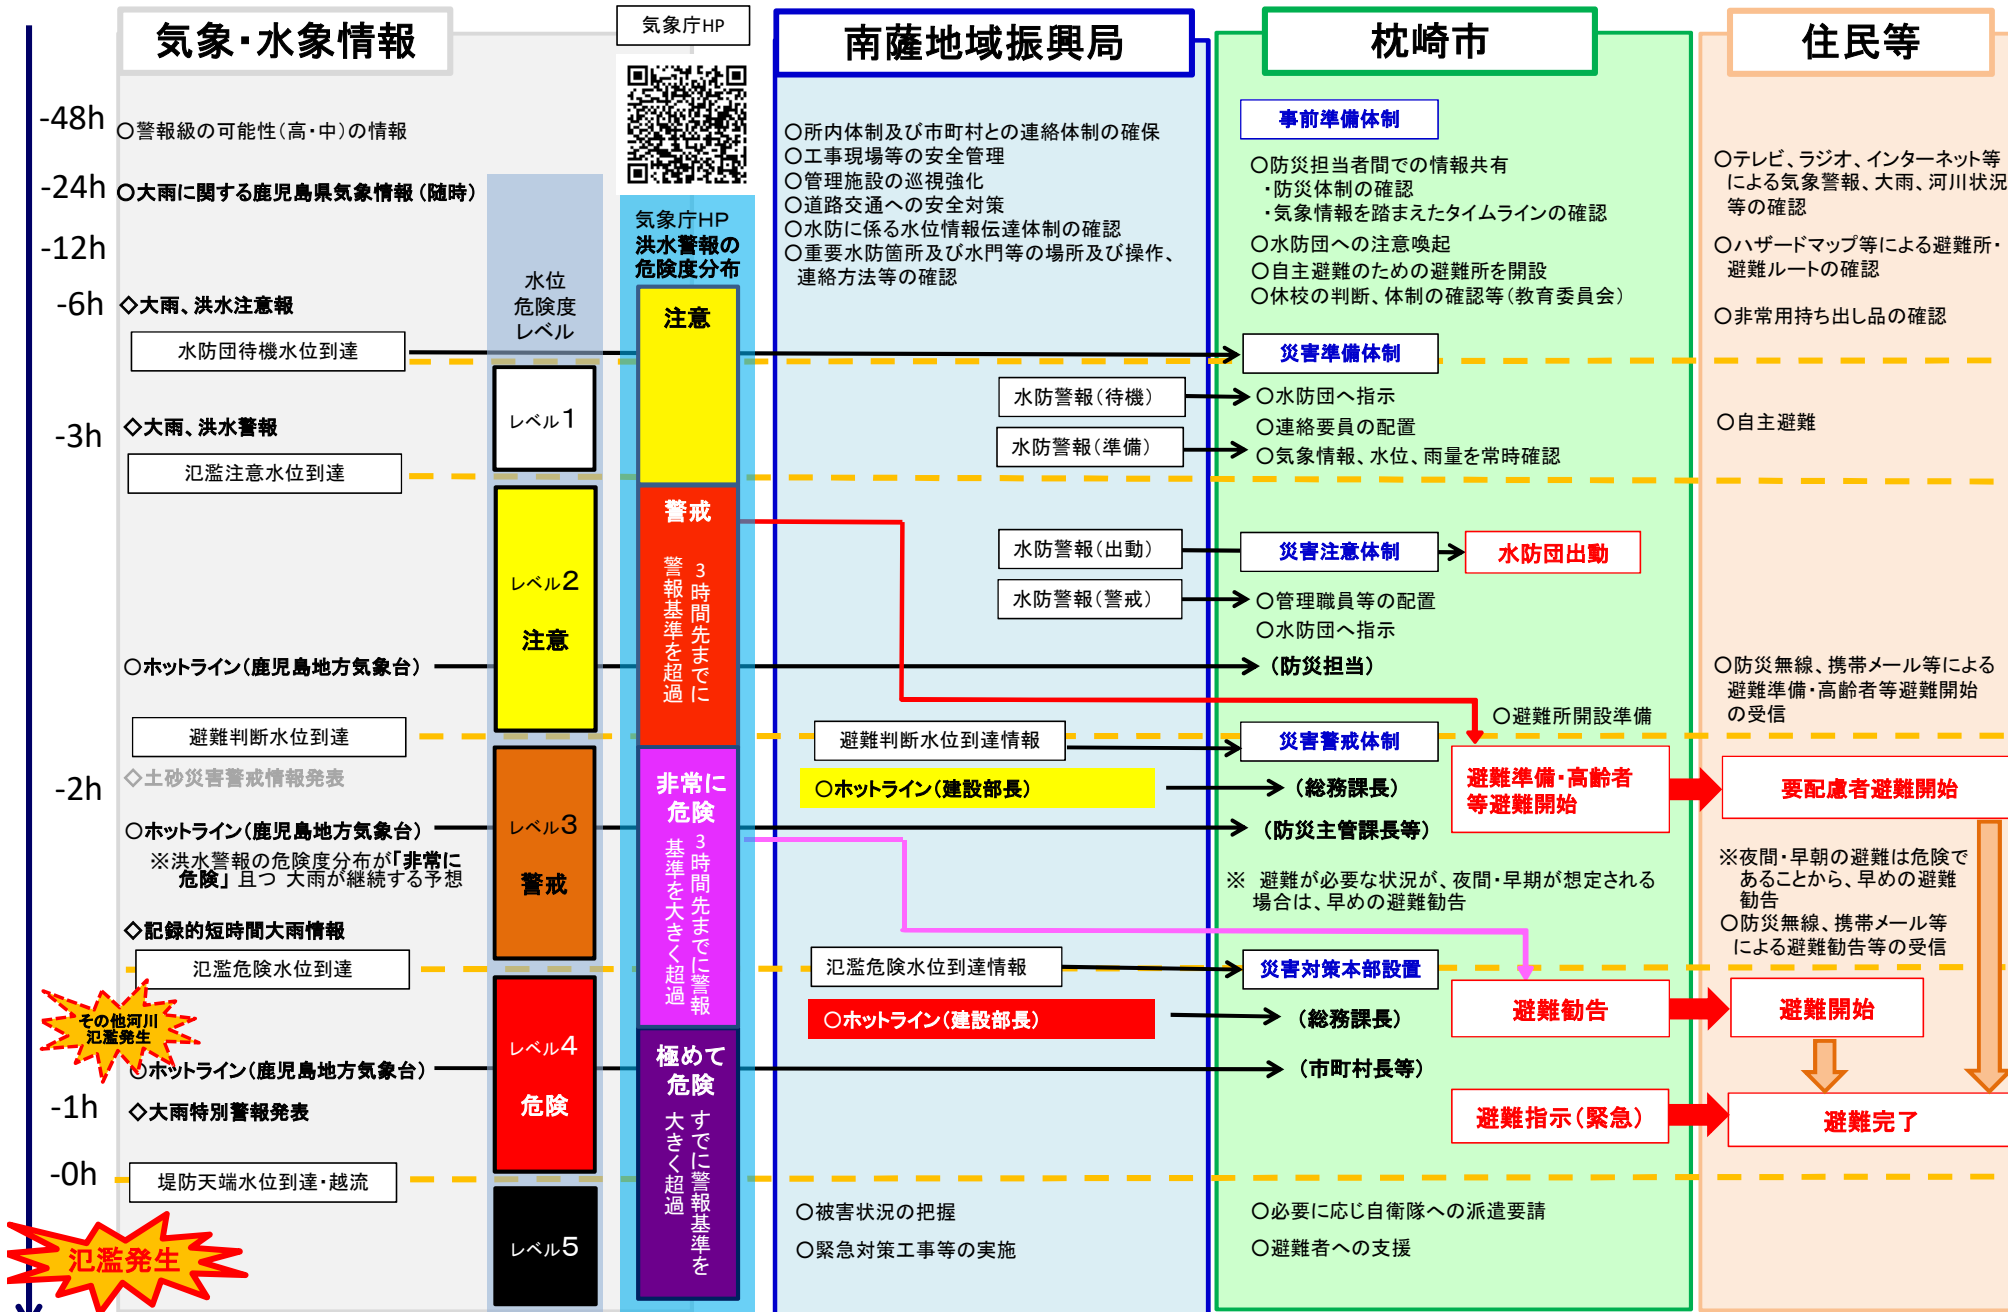 気象・水象情報
気象庁HP
南薩地域振興局
枕崎市
住民等
-48h
-24h
-12h
-6h
-3h
-2h
-1h
-0h
○警報級の可能性(高・中)の情報
○大雨に関する鹿児島県気象情報(随時)
◇大雨、洪水注意報
水防団待機水位到達
◇大雨、洪水警報
氾濫注意水位到達
○ホットライン(鹿児島地方気象台)
避難判断水位到達
◇土砂災害警戒情報発表
○ホットライン(鹿児島地方気象台)
※洪水警報の危険度分布が「非常に
危険」且つ 大雨が継続する予想
◇記録的短時間大雨情報
氾濫危険水位到達
その他河川
氾濫発生
○ホットライン(鹿児島地方気象台)
◇大雨特別警報発表
堤防天端水位到達・越流
氾濫発生
水位
危険度
レベル
レベル1
レベル2
注意
レベル3
警戒
レベル4
危険
レベル5
気象庁HP
洪水警報の
危険度分布
注意
警戒
3時間先までに
警報基準を超過
非常に
危険
3時間先までに警報
基準を大きく超過
極めて
危険
すでに警報基準を
大きく超過
○所内体制及び市町村との連絡体制の確保
○工事現場等の安全管理
○管理施設の巡視強化
○道路交通への安全対策
○水防に係る水位情報伝達体制の確認
○重要水防箇所及び水門等の場所及び操作、
連絡方法等の確認
水防警報(待機)
水防警報(準備)
水防警報(出動)
水防警報(警戒)
避難判断水位到達情報
○ホットライン(建設部長)
氾濫危険水位到達情報
○ホットライン(建設部長)
○被害状況の把握
○緊急対策工事等の実施
事前準備体制
○防災担当者間での情報共有
・防災体制の確認
・気象情報を踏まえたタイムラインの確認
○水防団への注意喚起
○自主避難のための避難所を開設
○休校の判断、体制の確認等(教育委員会)
災害準備体制
○水防団へ指示
○連絡要員の配置
○気象情報、水位、雨量を常時確認
災害注意体制
水防団出動
○管理職員等の配置
○水防団へ指示
(防災担当)
○避難所開設準備
災害警戒体制
避難準備・高齢者
等避難開始
(総務課長)
(防災主管課長等)
※ 避難が必要な状況が、夜間・早期が想定される
場合は、早めの避難勧告
災害対策本部設置
避難勧告
(総務課長)
(市町村長等)
避難指示(緊急)
○必要に応じ自衛隊への派遣要請
○避難者への支援
○テレビ、ラジオ、インターネット等
による気象警報、大雨、河川状況
等の確認
○ハザードマップ等による避難所・
避難ルートの確認
○非常用持ち出し品の確認
○自主避難
○防災無線、携帯メール等による
避難準備・高齢者等避難開始
の受信
要配慮者避難開始
※夜間・早朝の避難は危険で
あることから、早めの避難
勧告
○防災無線、携帯メール等
による避難勧告等の受信
避難開始
避難完了